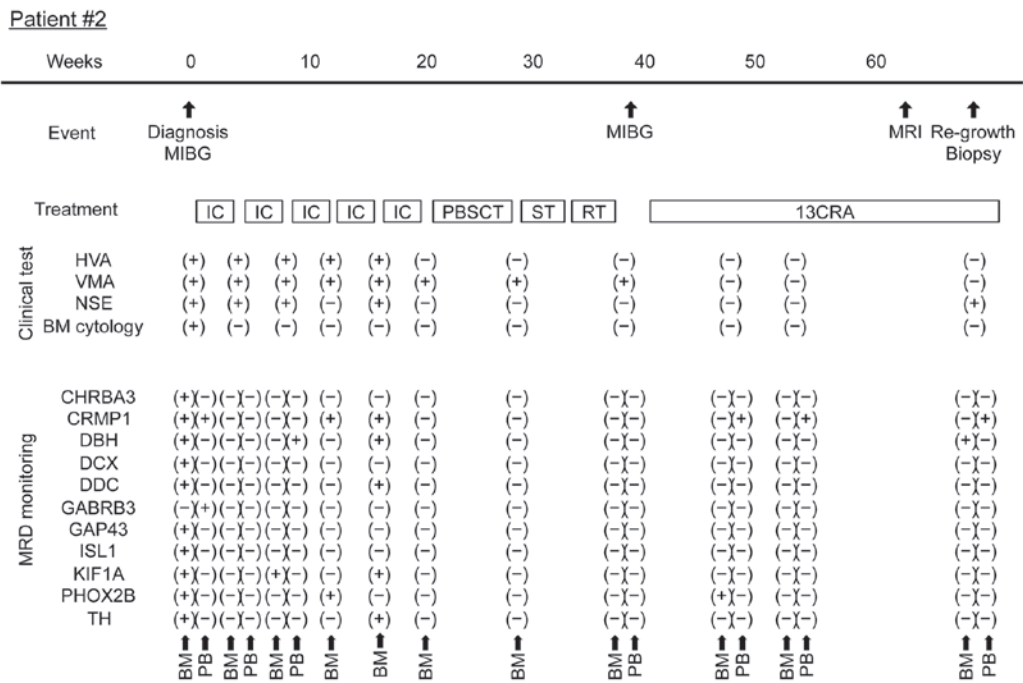 Patient #2
Weeks 0 10 20 30 40 50 60
Event Diagnosis MIBG MRI Re-growth
MIBG Biopsy
Treatment IC IC IC IC IC PBSCT ST RT 13CRA
Clinical test
HVA (+) (+) (+) (+) (+) (−) (−) (−) (−) (−) (−)
VMA (+) (+) (+) (+) (+) (+) (+) (+) (−) (−) (−)
NSE (+) (+) (+) (−) (+) (−) (−) (−) (−) (−) (+)
BM cytology (+) (−) (−) (−) (−) (−) (−) (−) (−) (−) (−)
MRD monitoring
CHRBA3 (+)(−)(−)(−)(−)(−) (−) (−) (−) (−) (−)(−) (−)(−) (−)(−) (−)(−)
CRMP1 (+)(+)(−)(−)(−)(−) (+) (+) (−) (−) (−)(−) (−)(+) (−)(+) (−)(+)
DBH (+)(−)(−)(−)(−)(+) (−) (+) (−) (−) (−)(−) (−)(−) (−)(−) (+)(−)
DCX (+)(−)(−)(−)(−)(−) (−) (−) (−) (−) (−)(−) (−)(−) (−)(−) (−)(−)
DDC (+)(−)(−)(−)(−)(−) (−) (+) (−) (−) (−)(−) (−)(−) (−)(−) (−)(−)
GABRB3 (−)(+)(−)(−)(−)(−) (−) (−) (−) (−) (−)(−) (−)(−) (−)(−) (−)(−)
GAP43 (+)(−)(−)(−)(−)(−) (−) (−) (−) (−) (−)(−) (−)(−) (−)(−) (−)(−)
ISL1 (+)(−)(−)(−)(−)(−) (−) (−) (−) (−) (−)(−) (−)(−) (−)(−) (−)(−)
KIF1A (+)(−)(−)(−)(+)(−) (−) (+) (−) (−) (−)(−) (−)(−) (−)(−) (−)(−)
PHOX2B (+)(−)(−)(−)(−)(−) (+) (−) (−) (−) (−)(−) (+)(−) (−)(−) (−)(−)
TH (+)(−)(−)(−)(−)(−) (−) (+) (−) (−) (−)(−) (−)(−) (−)(−) (−)(−)
BM PB BM PB BM PB BM BM BM BM BM PB BM PB BM PB BM PB